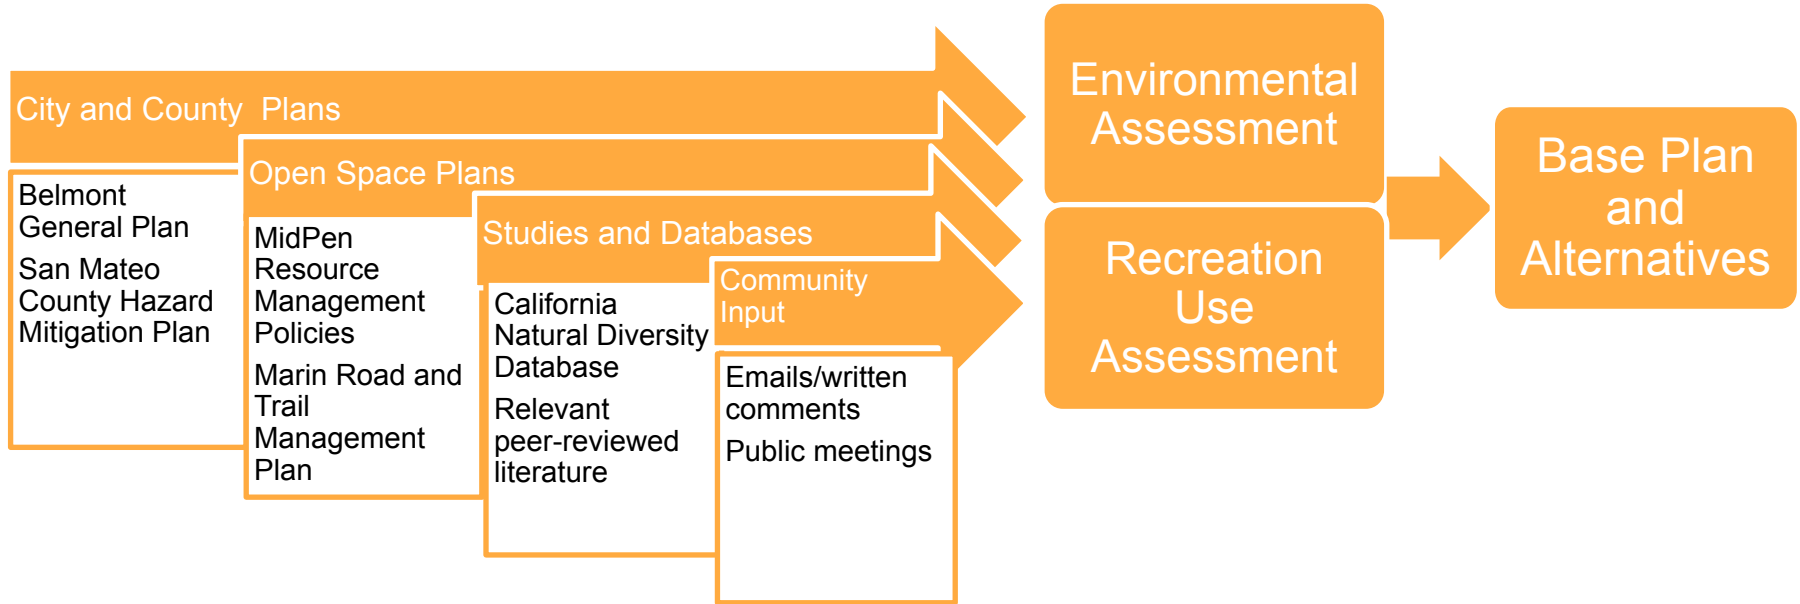 City and County  Plans
Belmont
General Plan
San Mateo
County Hazard
Mitigation Plan
Open Space Plans
MidPen
Resource
Management
Policies
Marin Road and
Trail
Management
Plan
Studies and Databases
California
Natural Diversity
Database
Relevant
peer-reviewed
literature
Community
Input
Emails/written
comments
Public meetings
Environmental
Assessment
Recreation
Use
Assessment
Base Plan
and
Alternatives